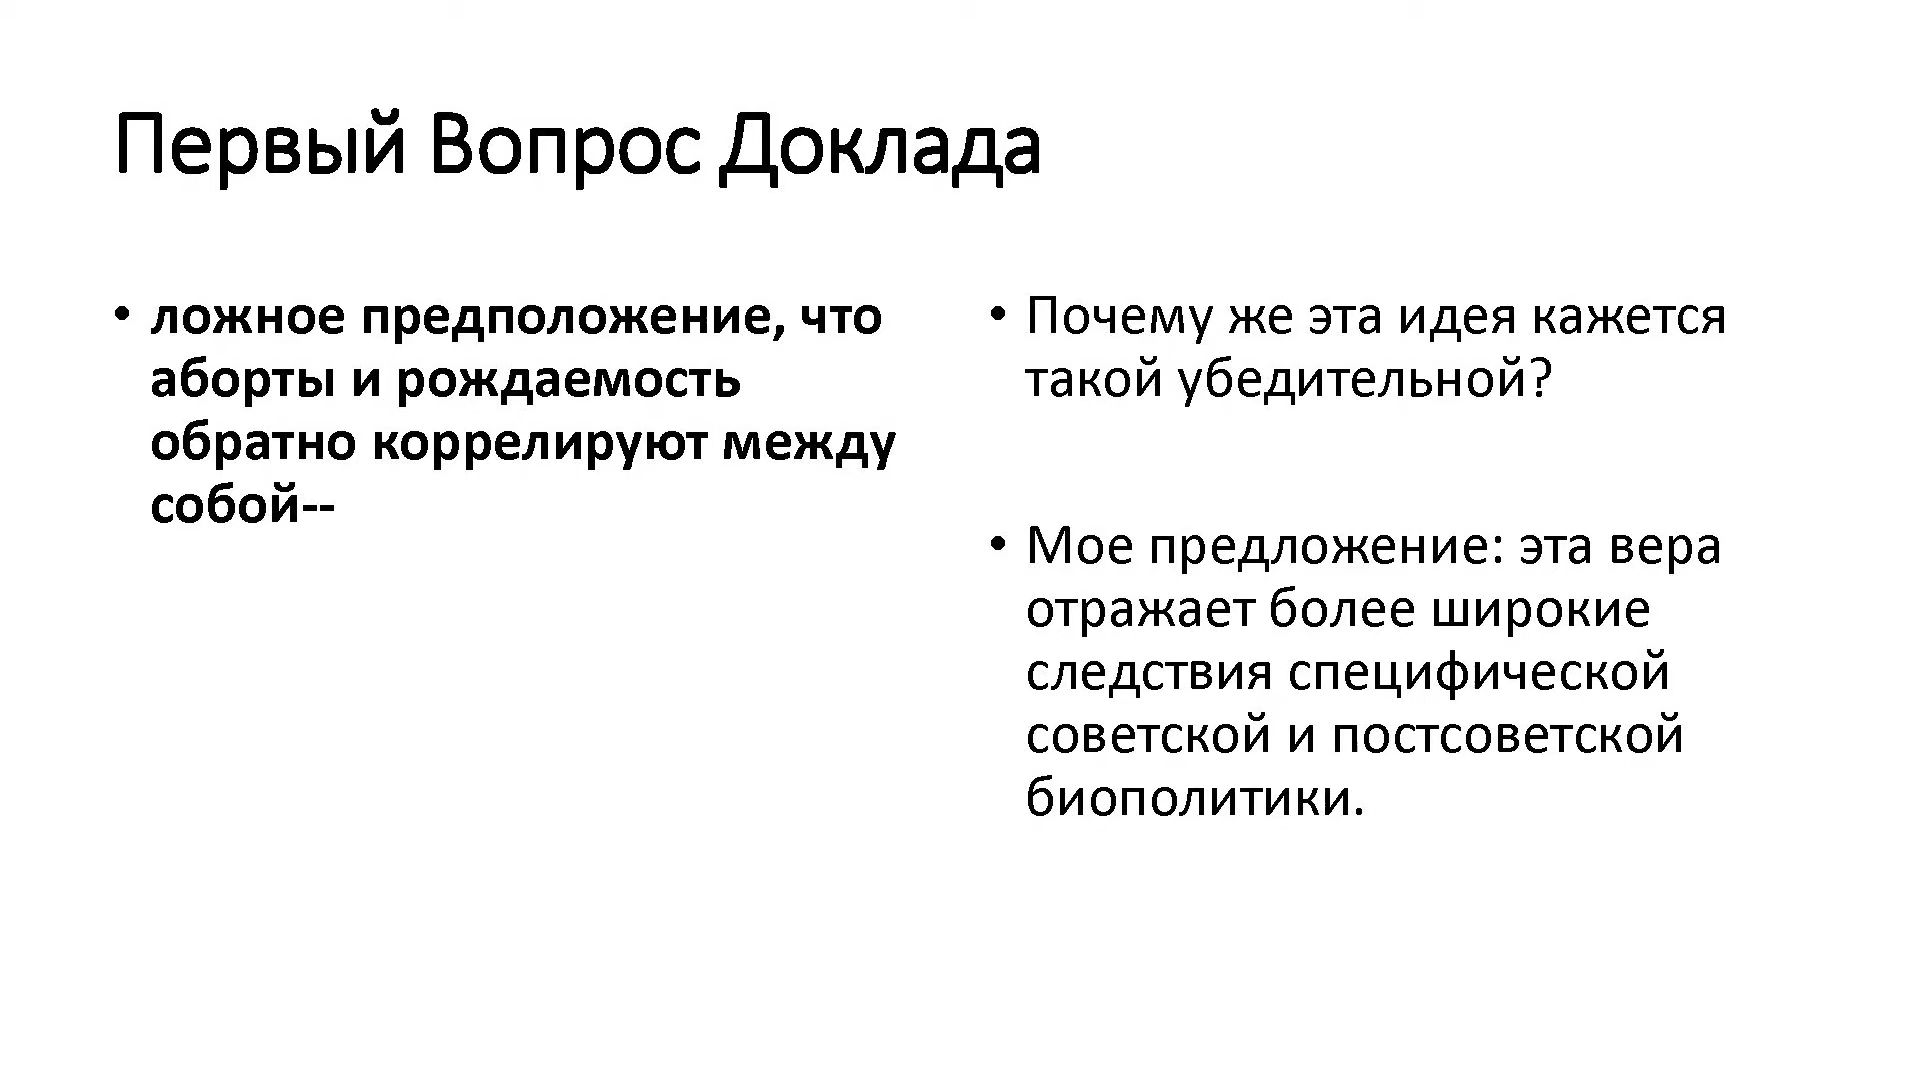 Первый Вопрос Доклада
• ложное предположение, что
аборты и рождаемость
обратно коррелируют между
собой--
• Почему же эта идея кажется
такой убедительной?
• Мое предложение: эта вера
отражает более широкие
следствия специфической
советской и постсоветской
биополитики.